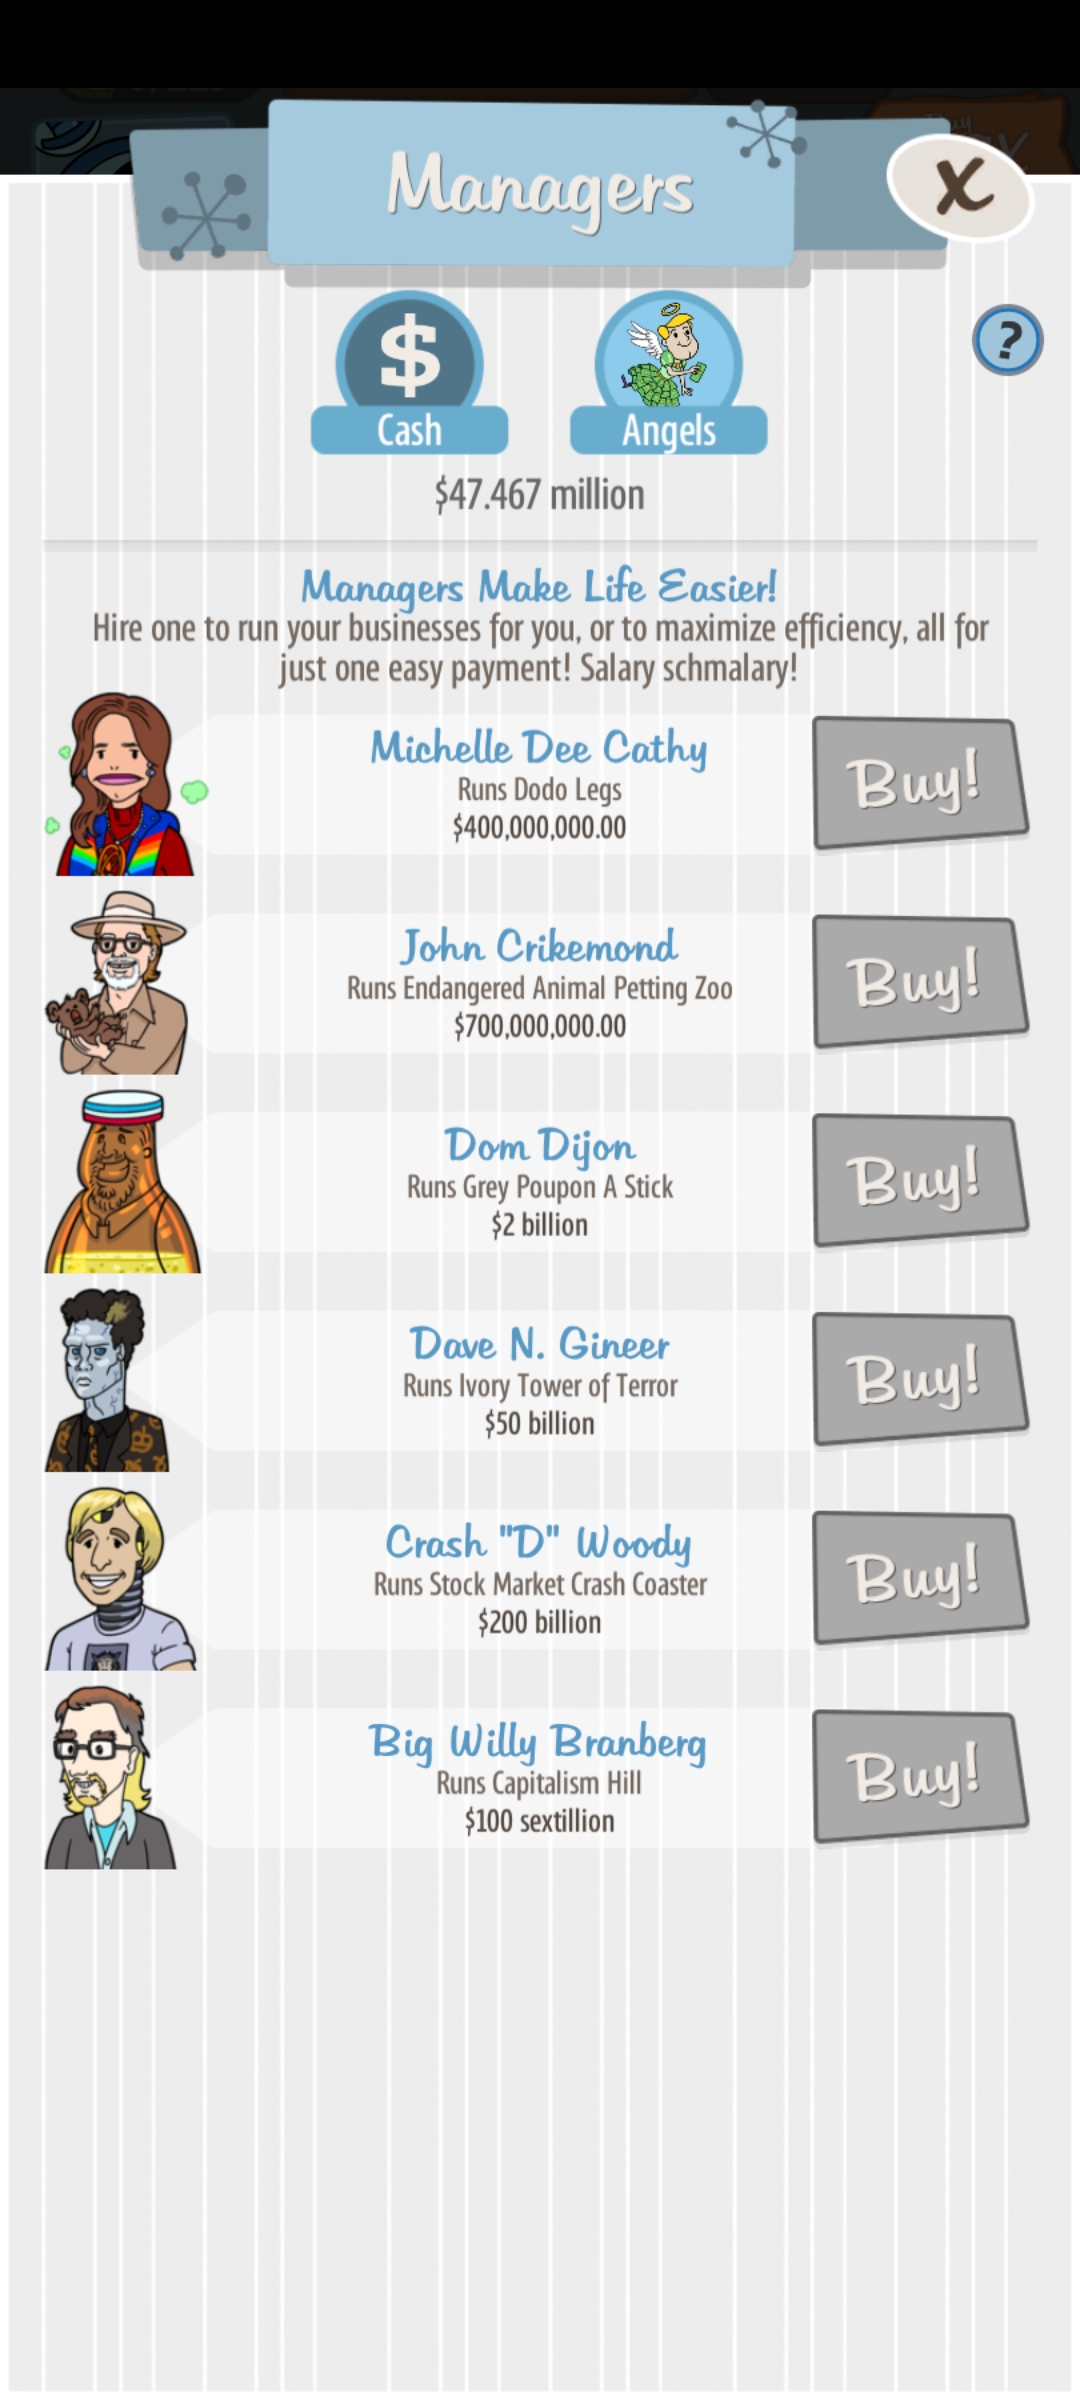 Managers
X
$
?
Cash
Angels
$47.467 million
Managers Make Life Easier!
Hire one to run your businesses for you, or to maximize efficiency, all for
just one easy payment! Salary schmalary!
Michelle Dee Cathy
Runs Dodo Legs
$400,000,000.00
Buy!
John Crikemond
Runs Endangered Animal Petting Zoo
$700,000,000.00
Buy!
Dom Dijon
Runs Grey Poupon A Stick
$2 billion
Buy!
Dave N. Gineer
Runs Ivory Tower of Terror
$50 billion
Buy!
Crash "D" Woody
Runs Stock Market Crash Coaster
$200 billion
Buy!
Big Willy Branberg
Runs Capitalism Hill
$100 sextillion
Buy!